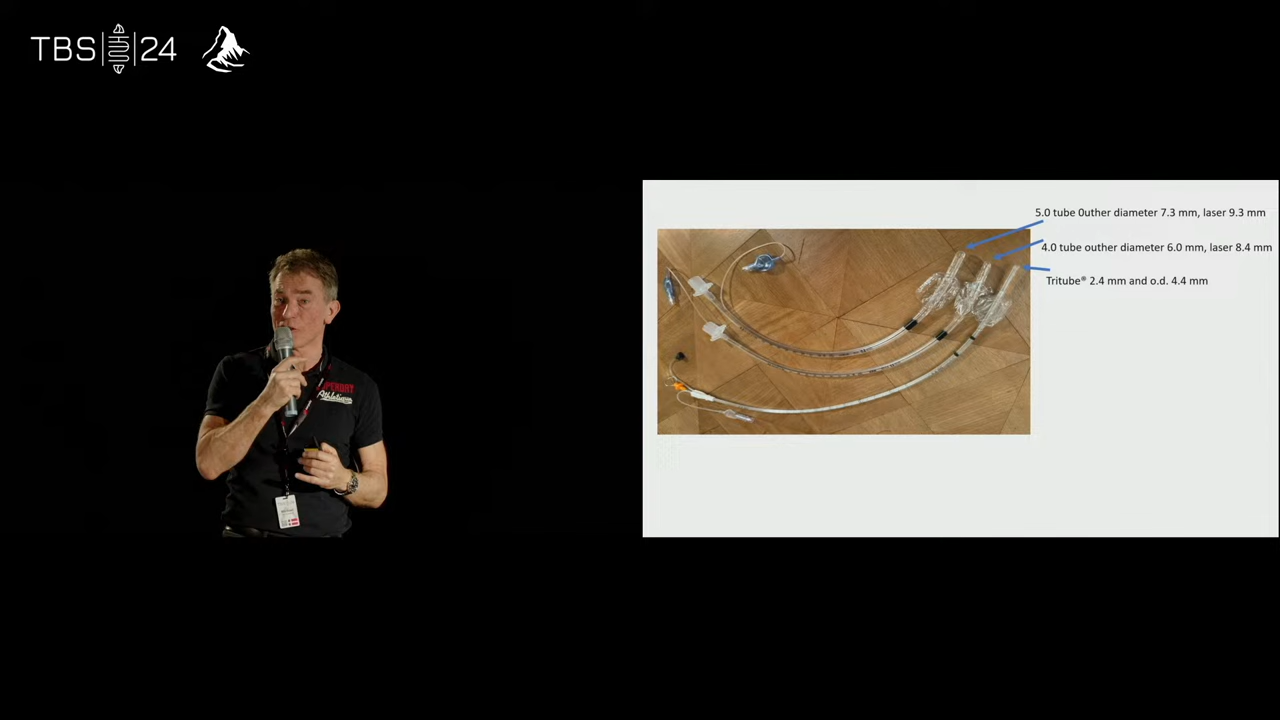 TBS 24
5.0 tube 0uther diameter 7.3 mm, laser 9.3 mm
4.0 tube outher diameter 6.0 mm, laser 8.4 mm
Tritube® 2.4 mm and o.d. 4.4 mm
Athletique